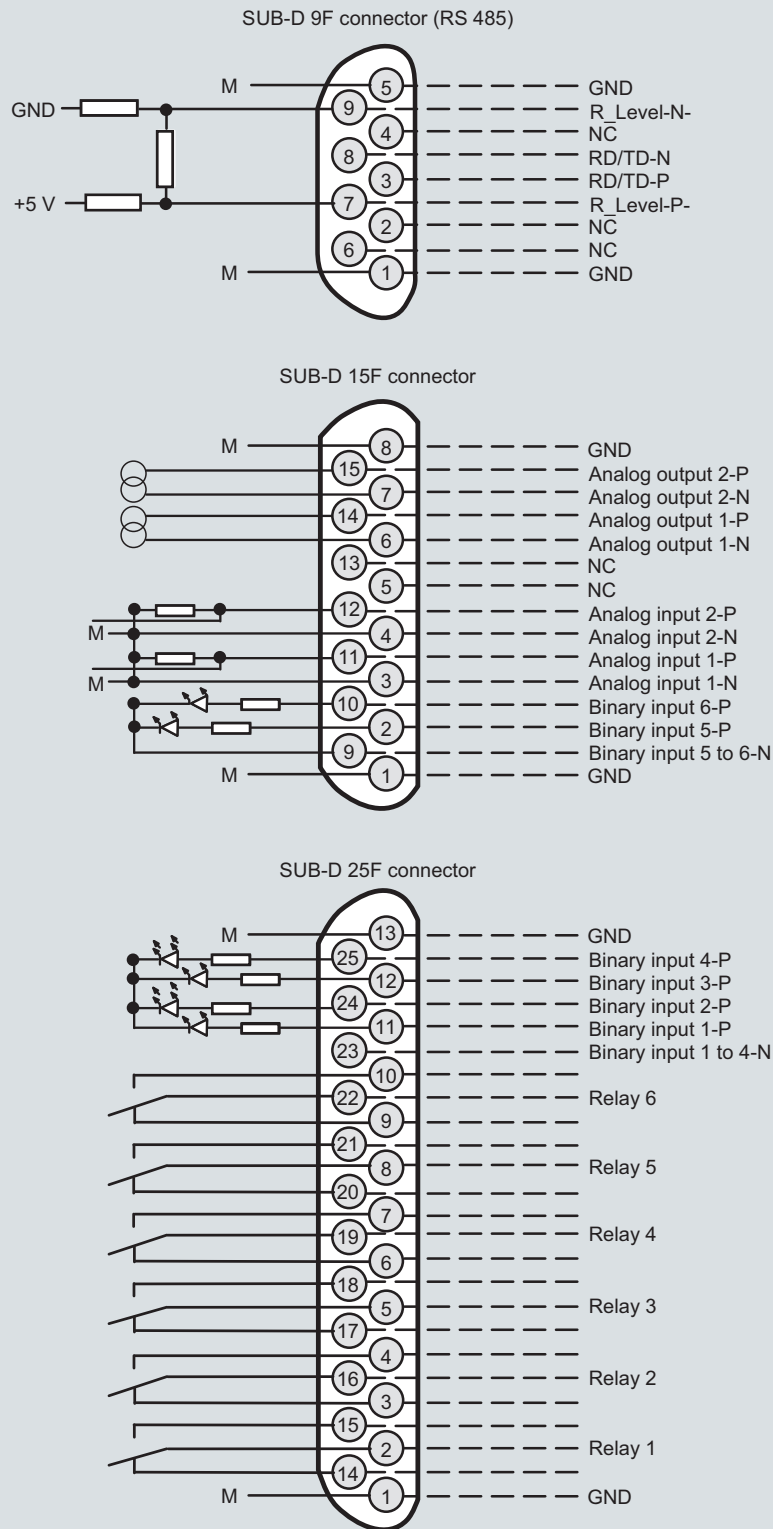 SUB-D 9F connector (RS 485)
M 5 GND
GND 9 R_Level-N-
4 NC
8 RD/TD-N
3 RD/TD-P
+5 V 7 R_Level-P-
2 NC
6 NC
M 1 GND
SUB-D 15F connector
M 8 GND
15 Analog output 2-P
7 Analog output 2-N
14 Analog output 1-P
6 Analog output 1-N
13 NC
5 NC
12 Analog input 2-P
M 4 Analog input 2-N
11 Analog input 1-P
M 3 Analog input 1-N
10 Binary input 6-P
2 Binary input 5-P
9 Binary input 5 to 6-N
M 1 GND
SUB-D 25F connector
M 13 GND
25 Binary input 4-P
12 Binary input 3-P
24 Binary input 2-P
11 Binary input 1-P
23 Binary input 1 to 4-N
10
22 Relay 6
9
21
8 Relay 5
20
7
19 Relay 4
6
18
5 Relay 3
17
4
16 Relay 2
3
15
2 Relay 1
14
M 1 GND